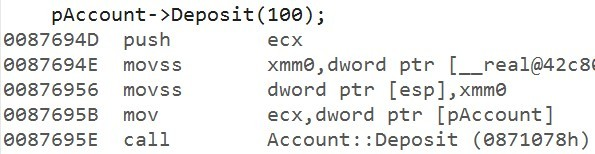 pAccount->Deposit(100);
0087694D push ecx
0087694E movss xmm0,dword ptr [__real@42c80
00876956 movss dword ptr [esp],xmm0
0087695B mov ecx,dword ptr [pAccount]
0087695E call Account::Deposit (0871078h)